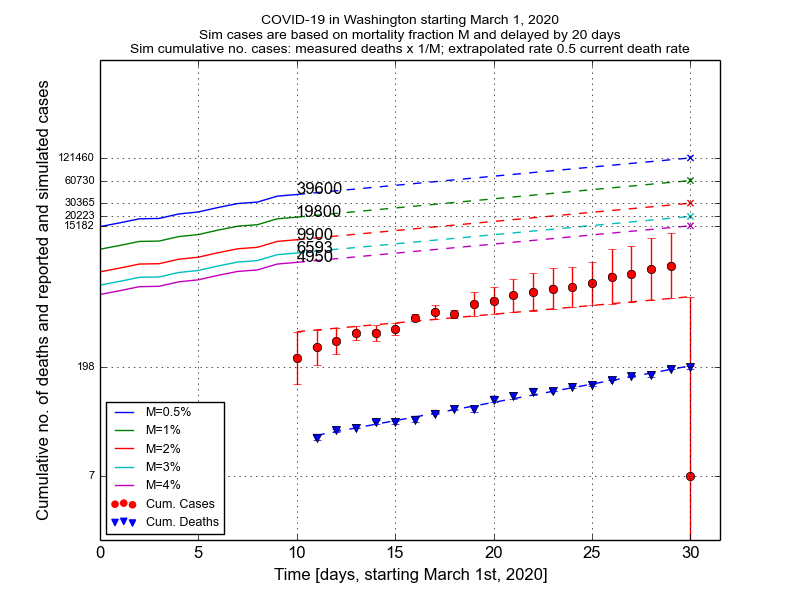 COVID-19 in Washington starting March 1, 2020
Sim cases are based on mortality fraction M and delayed by 20 days
Sim cumulative no. cases: measured deaths x 1/M; extrapolated rate 0.5 current death rate
Cumulative no. of deaths and reported and simulated cases
121460
60730
30365
20223
15182
198
7
39600
19800
9900
6593
4950
M=0.5%
M=1%
M=2%
M=3%
M=4%
Cum. Cases
Cum. Deaths
0 5 10 15 20 25 30
Time [days, starting March 1st, 2020]